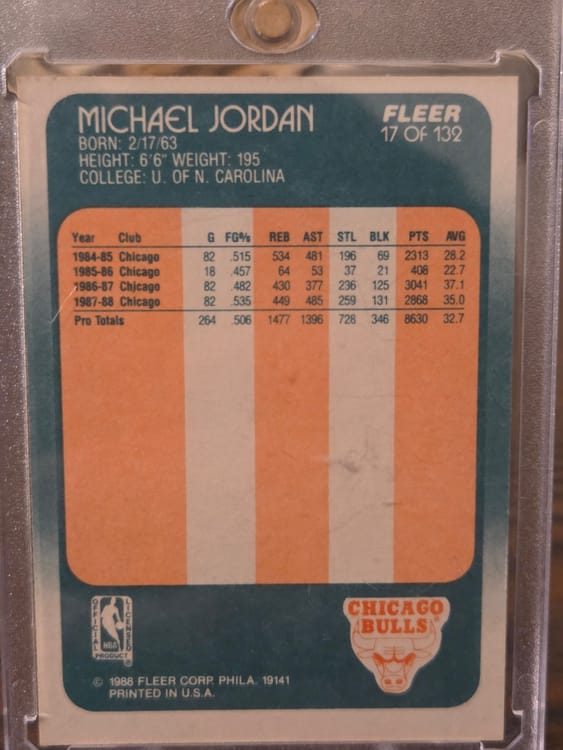 MICHAEL JORDAN
BORN: 2/17/63
HEIGHT: 6'6" WEIGHT: 195
COLLEGE: U. OF N. CAROLINA
FLEER
17 OF 132
Year Club G FG% REB AST STL BLK PTS AVG
1984-85 Chicago 82 .515 534 481 196 69 2313 28.2
1985-86 Chicago 18 .457 64 53 37 21 408 22.7
1986-87 Chicago 82 .482 430 377 236 125 3041 37.1
1987-88 Chicago 82 .535 449 485 259 131 2868 35.0
Pro Totals 264 .506 1477 1396 728 346 8630 32.7
OFFICIAL
LICENSED
NBA
PRODUCT
CHICAGO
BULLS
© 1988 FLEER CORP. PHILA. 19141
PRINTED IN U.S.A.